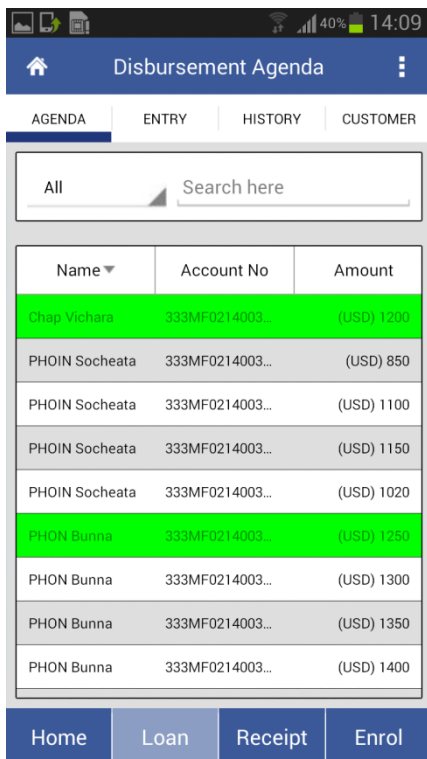 40% 14:09
Disbursement Agenda
AGENDA ENTRY HISTORY CUSTOMER
All Search here
Name Account No Amount
Chap Vichara 333MF0214003... (USD) 1200
PHOIN Socheata 333MF0214003... (USD) 850
PHOIN Socheata 333MF0214003... (USD) 1100
PHOIN Socheata 333MF0214003... (USD) 1150
PHOIN Socheata 333MF0214003... (USD) 1020
PHON Bunna 333MF0214003... (USD) 1250
PHON Bunna 333MF0214003... (USD) 1300
PHON Bunna 333MF0214003... (USD) 1350
PHON Bunna 333MF0214003... (USD) 1400
Home Loan Receipt Enrol